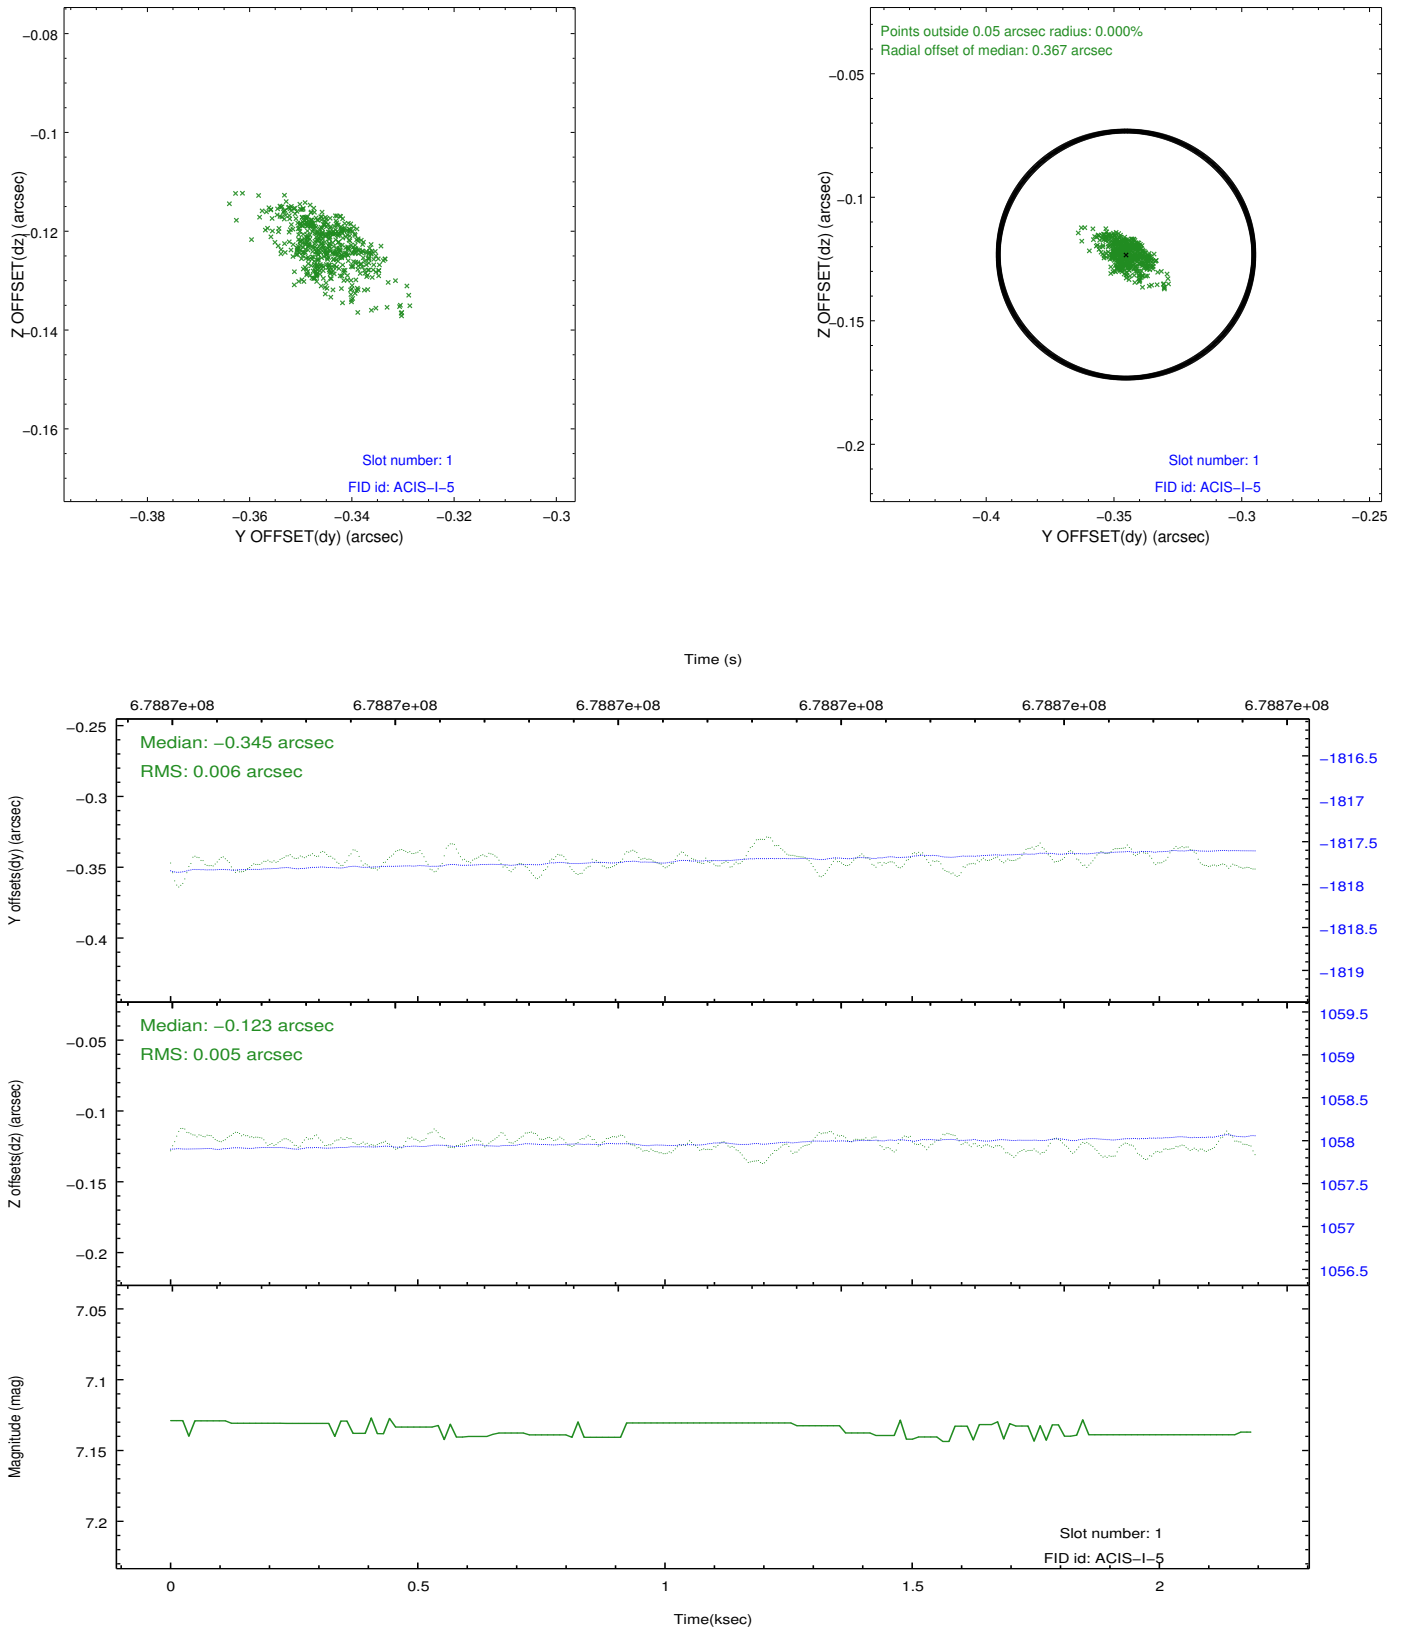 −0.08
−0.1
−0.12
−0.14
−0.16
Z OFFSET(dz) (arcsec)
Slot number: 1
FID id: ACIS−I−5
−0.38
−0.36
−0.34
−0.32
−0.3
Y OFFSET(dy) (arcsec)
Points outside 0.05 arcsec radius: 0.000%
Radial offset of median: 0.367 arcsec
−0.05
−0.1
−0.15
−0.2
Z OFFSET(dz) (arcsec)
Slot number: 1
FID id: ACIS−I−5
−0.4
−0.35
−0.3
−0.25
Y OFFSET(dy) (arcsec)
Time (s)
6.7887e+08
6.7887e+08
6.7887e+08
6.7887e+08
6.7887e+08
6.7887e+08
Median: −0.345 arcsec
RMS: 0.006 arcsec
−0.25
−0.3
−0.35
−0.4
Y offsets(dy) (arcsec)
−1816.5
−1817
−1817.5
−1818
−1818.5
−1819
Median: −0.123 arcsec
RMS: 0.005 arcsec
−0.05
−0.1
−0.15
−0.2
Z offsets(dz) (arcsec)
1059.5
1059
1058.5
1058
1057.5
1057
1056.5
7.05
7.1
7.15
7.2
Magnitude (mag)
Slot number: 1
FID id: ACIS−I−5
0
0.5
1
1.5
2
Time(ksec)